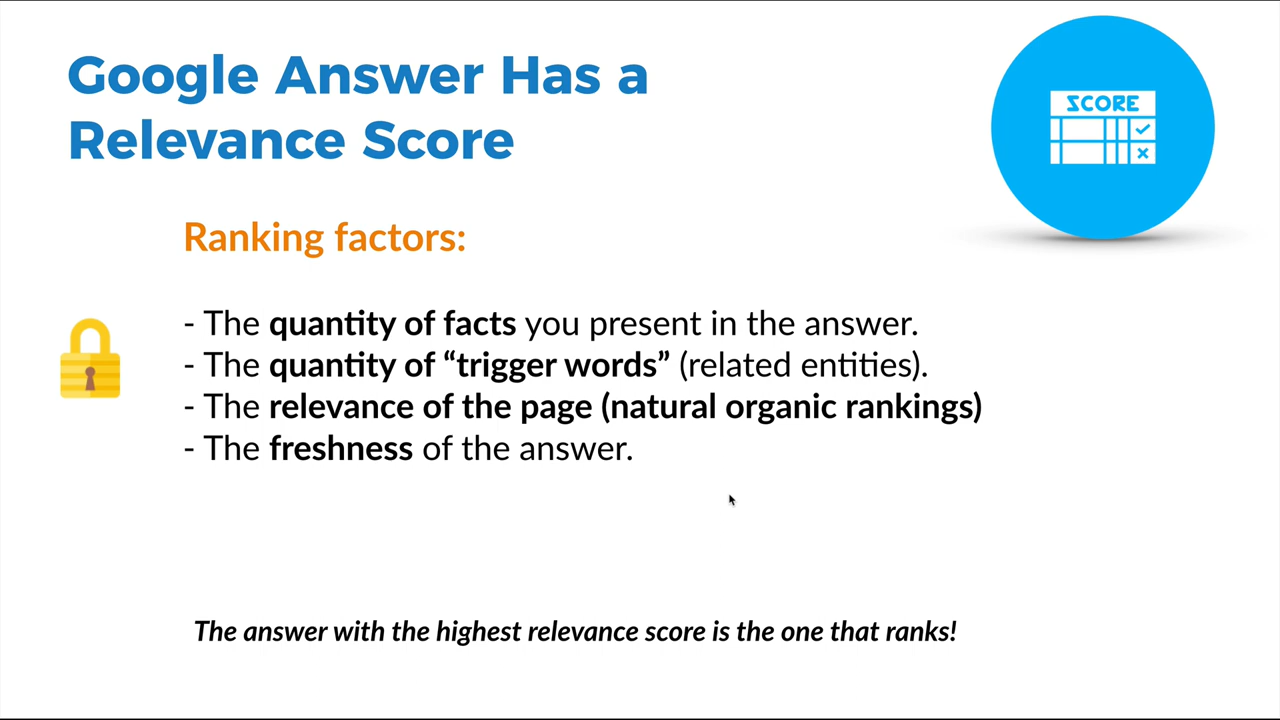 Google Answer Has a
Relevance Score
SCORE
Ranking factors:
- The quantity of facts you present in the answer.
- The quantity of “trigger words” (related entities).
- The relevance of the page (natural organic rankings)
- The freshness of the answer.
The answer with the highest relevance score is the one that ranks!